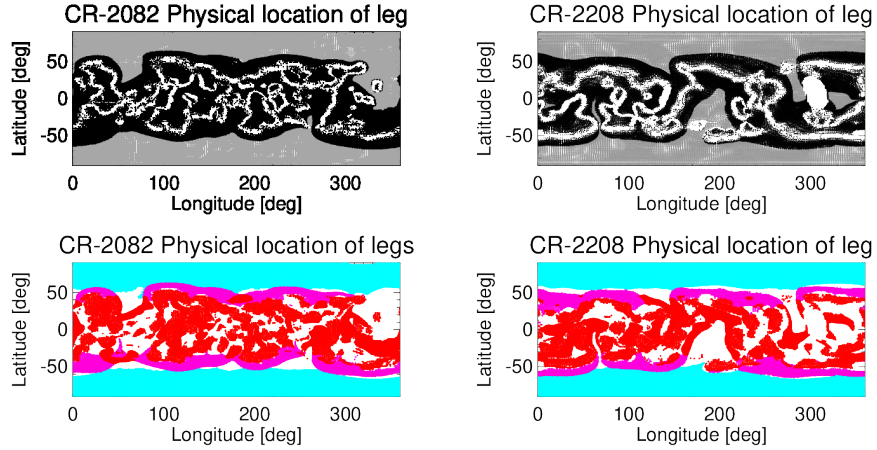 CR-2082 Physical location of leg
Latitude [deg]
50
0
-50
0
100
200
300
Longitude [deg]
CR-2208 Physical location of leg
Latitude [deg]
50
0
-50
0
100
200
300
Longitude [deg]
CR-2082 Physical location of legs
Latitude [deg]
50
0
-50
0
100
200
300
Longitude [deg]
CR-2208 Physical location of leg
Latitude [deg]
50
0
-50
0
100
200
300
Longitude [deg]